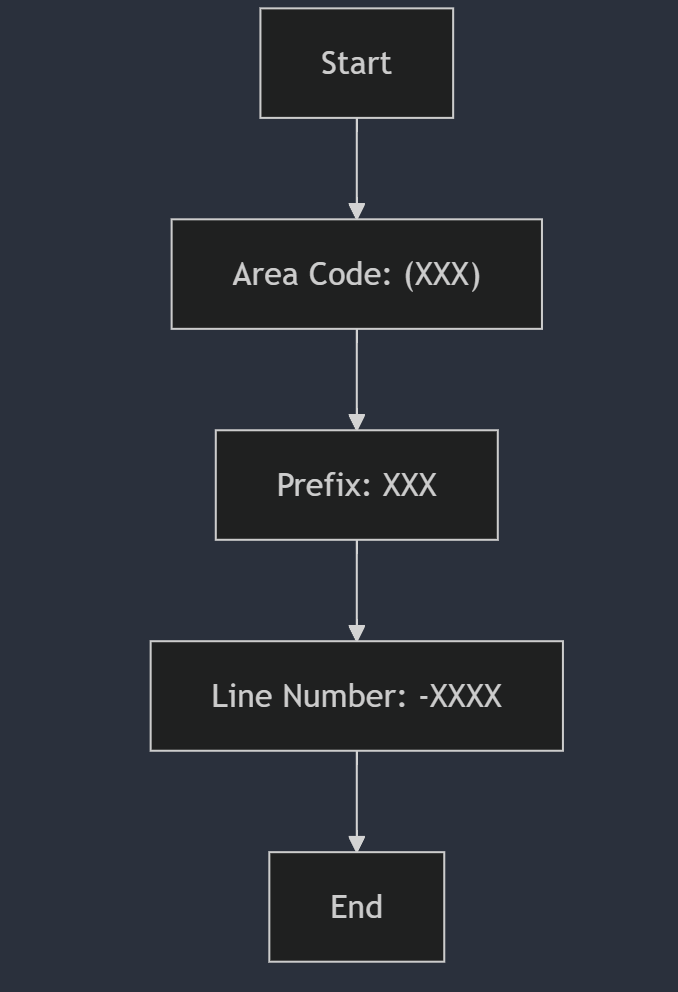 Start
Area Code: (XXX)
Prefix: XXX
Line Number: -XXXX
End